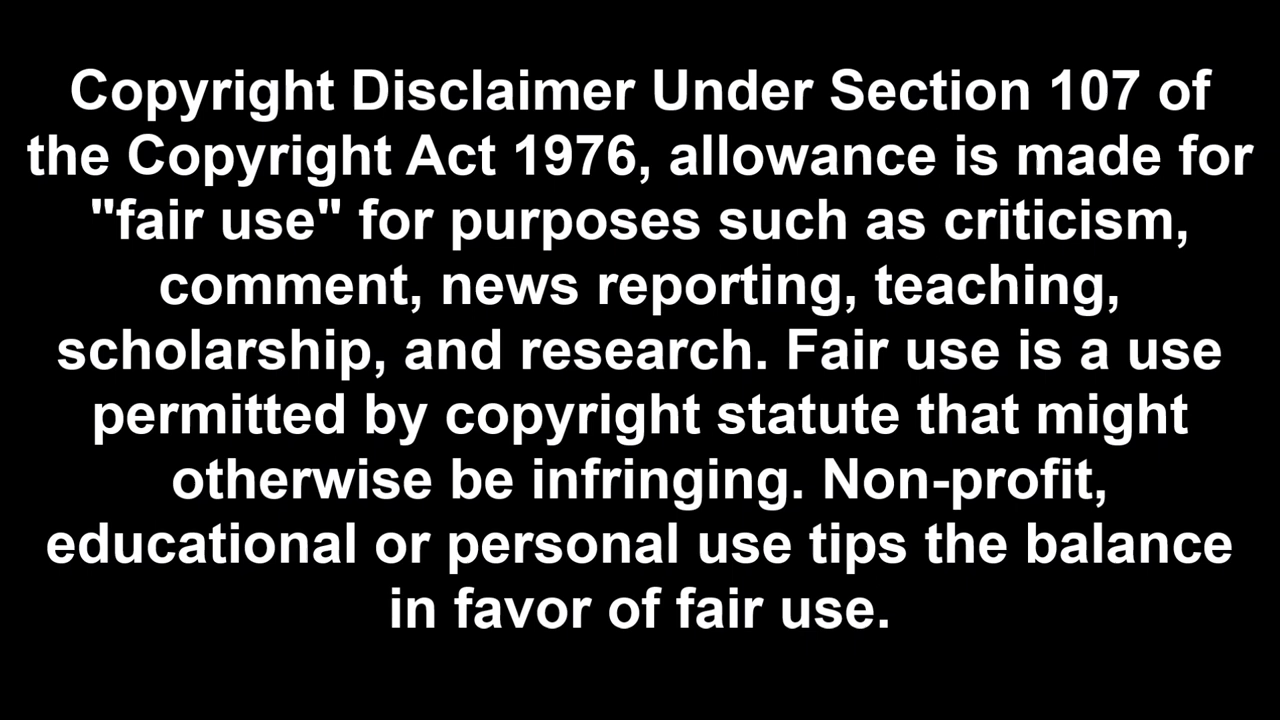 Copyright Disclaimer Under Section 107 of
the Copyright Act 1976, allowance is made for
"fair use" for purposes such as criticism,
comment, news reporting, teaching,
scholarship, and research. Fair use is a use
permitted by copyright statute that might
otherwise be infringing. Non-profit,
educational or personal use tips the balance
in favor of fair use.